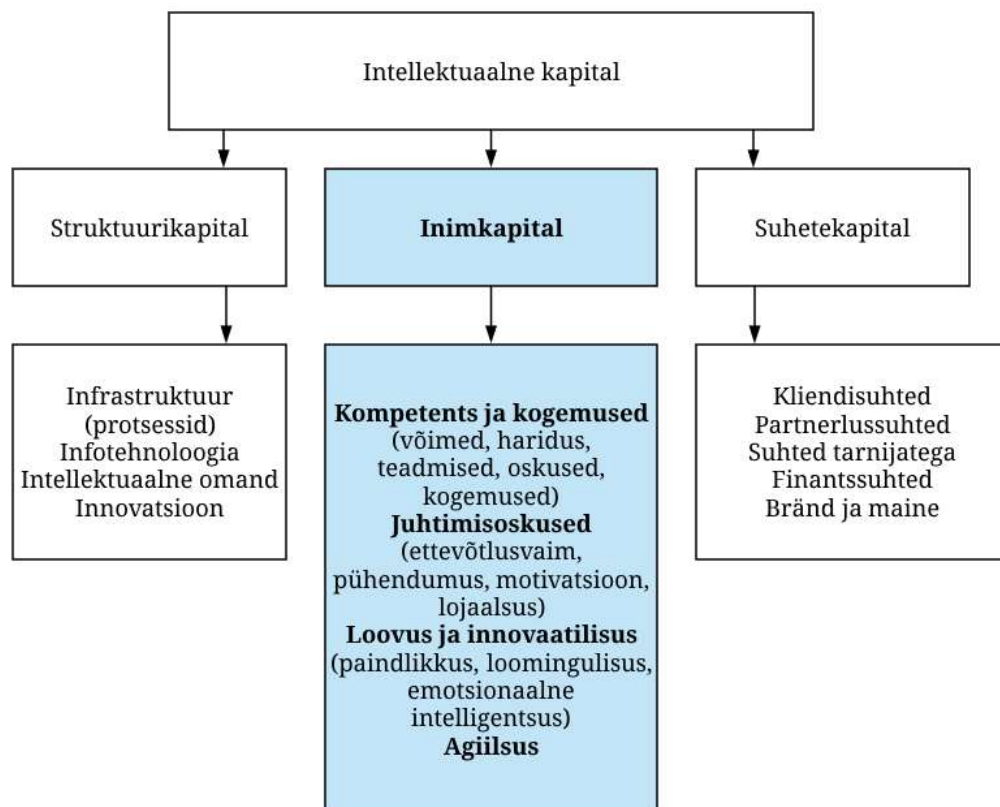 Intellektuaalne kapital
Struktuurikapital
Inimkapital
Suhetekapital
Infrastruktuur
(protsessid)
Infotehnoloogia
Intellektuaalne omand
Innovatsioon
Kompetents ja kogemused
(võimed, haridus,
teadmised, oskused,
kogemused)
Juhtimisoskused
(ettevõtlusvaim,
pühendumus, motivatsioon,
lojaalsus)
Loovus ja innovaatilisus
(paindlikkus, loomingulisus,
emotsionaalne
intelligentsus)
Agiilsus
Kliendisuhted
Partnerlussuhted
Suhted tarnijatega
Finantssuhted
Bränd ja maine